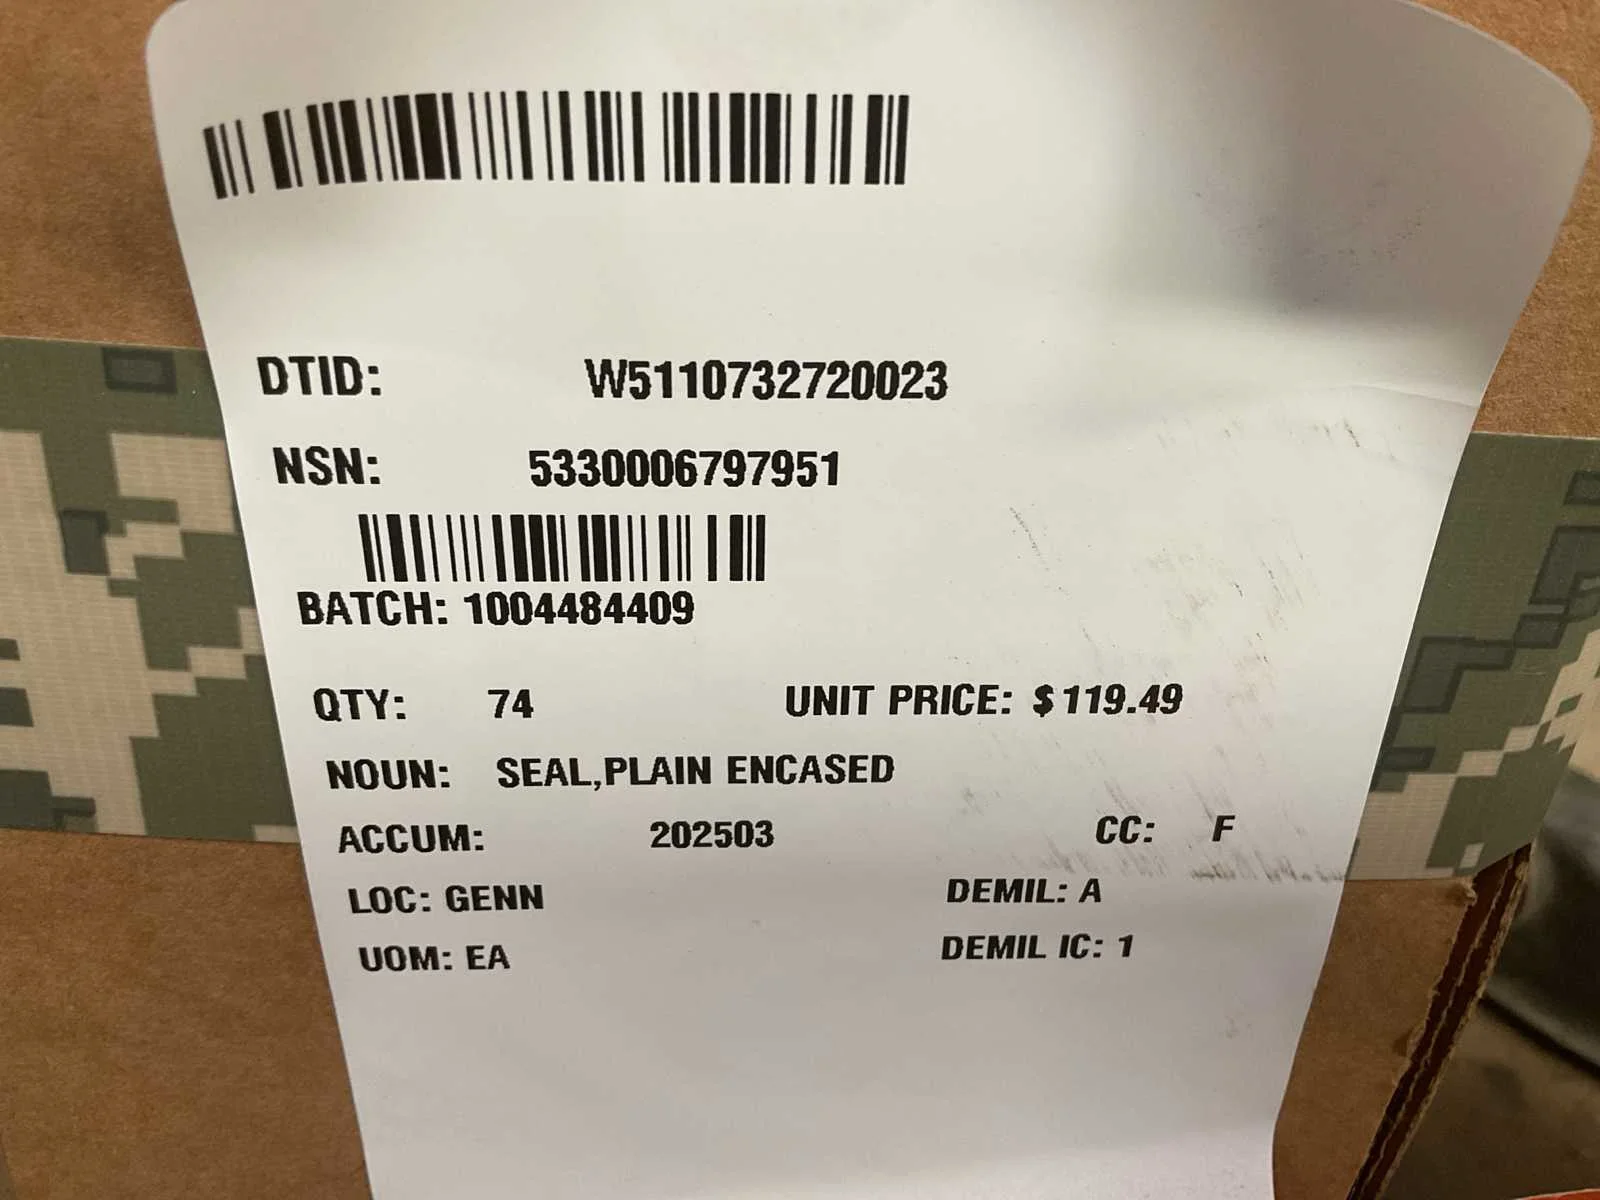 DTID: W5110732720023
NSN: 5330006797951
BATCH: 1004484409
QTY: 74 UNIT PRICE: $119.49
NOUN: SEAL,PLAIN ENCASED
ACCUM: 202503 CC: F
LOC: GENN DEMIL: A
UOM: EA DEMIL IC: 1